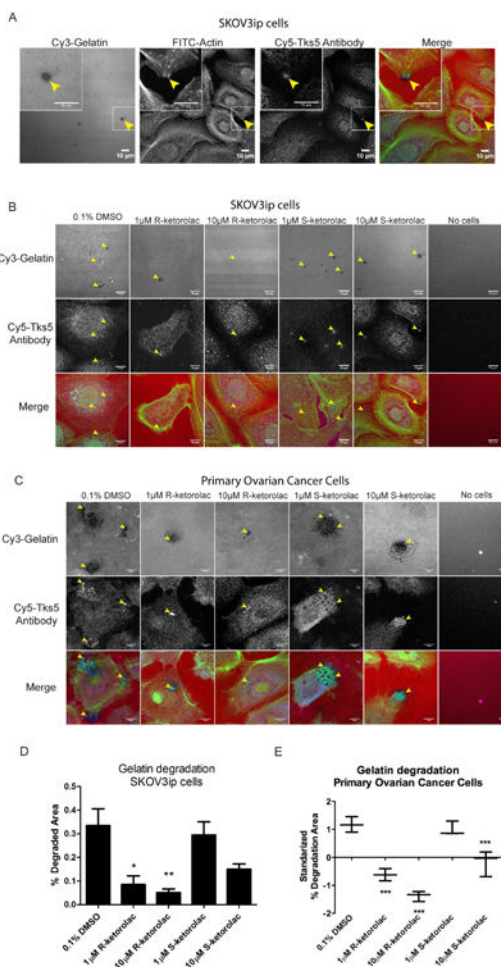 A
SKOV3ip cells
Cy3-Gelatin FITC-Actin Cy5-Tks5 Antibody Merge
10 μm 10 μm 10 μm 10 μm
B
SKOV3ip cells
0.1% DMSO 1μM R-ketorolac 10μM R-ketorolac 1μM S-ketorolac 10μM S-ketorolac No cells
Cy3-Gelatin
Cy5-Tks5
Antibody
Merge
C
Primary Ovarian Cancer Cells
0.1% DMSO 1μM R-ketorolac 10μM R-ketorolac 1μM S-ketorolac 10μM S-ketorolac No cells
Cy3-Gelatin
Cy5-Tks5
Antibody
Merge
D
Gelatin degradation
SKOV3ip cells
% Degraded Area
0.5
0.4
0.3
0.2
0.1
0.0
*
**
0.1% DMSO
1μM R-ketorolac
10μM R-ketorolac
1μM S-ketorolac
10μM S-ketorolac
E
Gelatin degradation
Primary Ovarian Cancer Cells
Standarized
% Degradation Area
2
1
0
-1
-2
***
***
***
0.1% DMSO
1μM R-ketorolac
10μM R-ketorolac
1μM S-ketorolac
10μM S-ketorolac